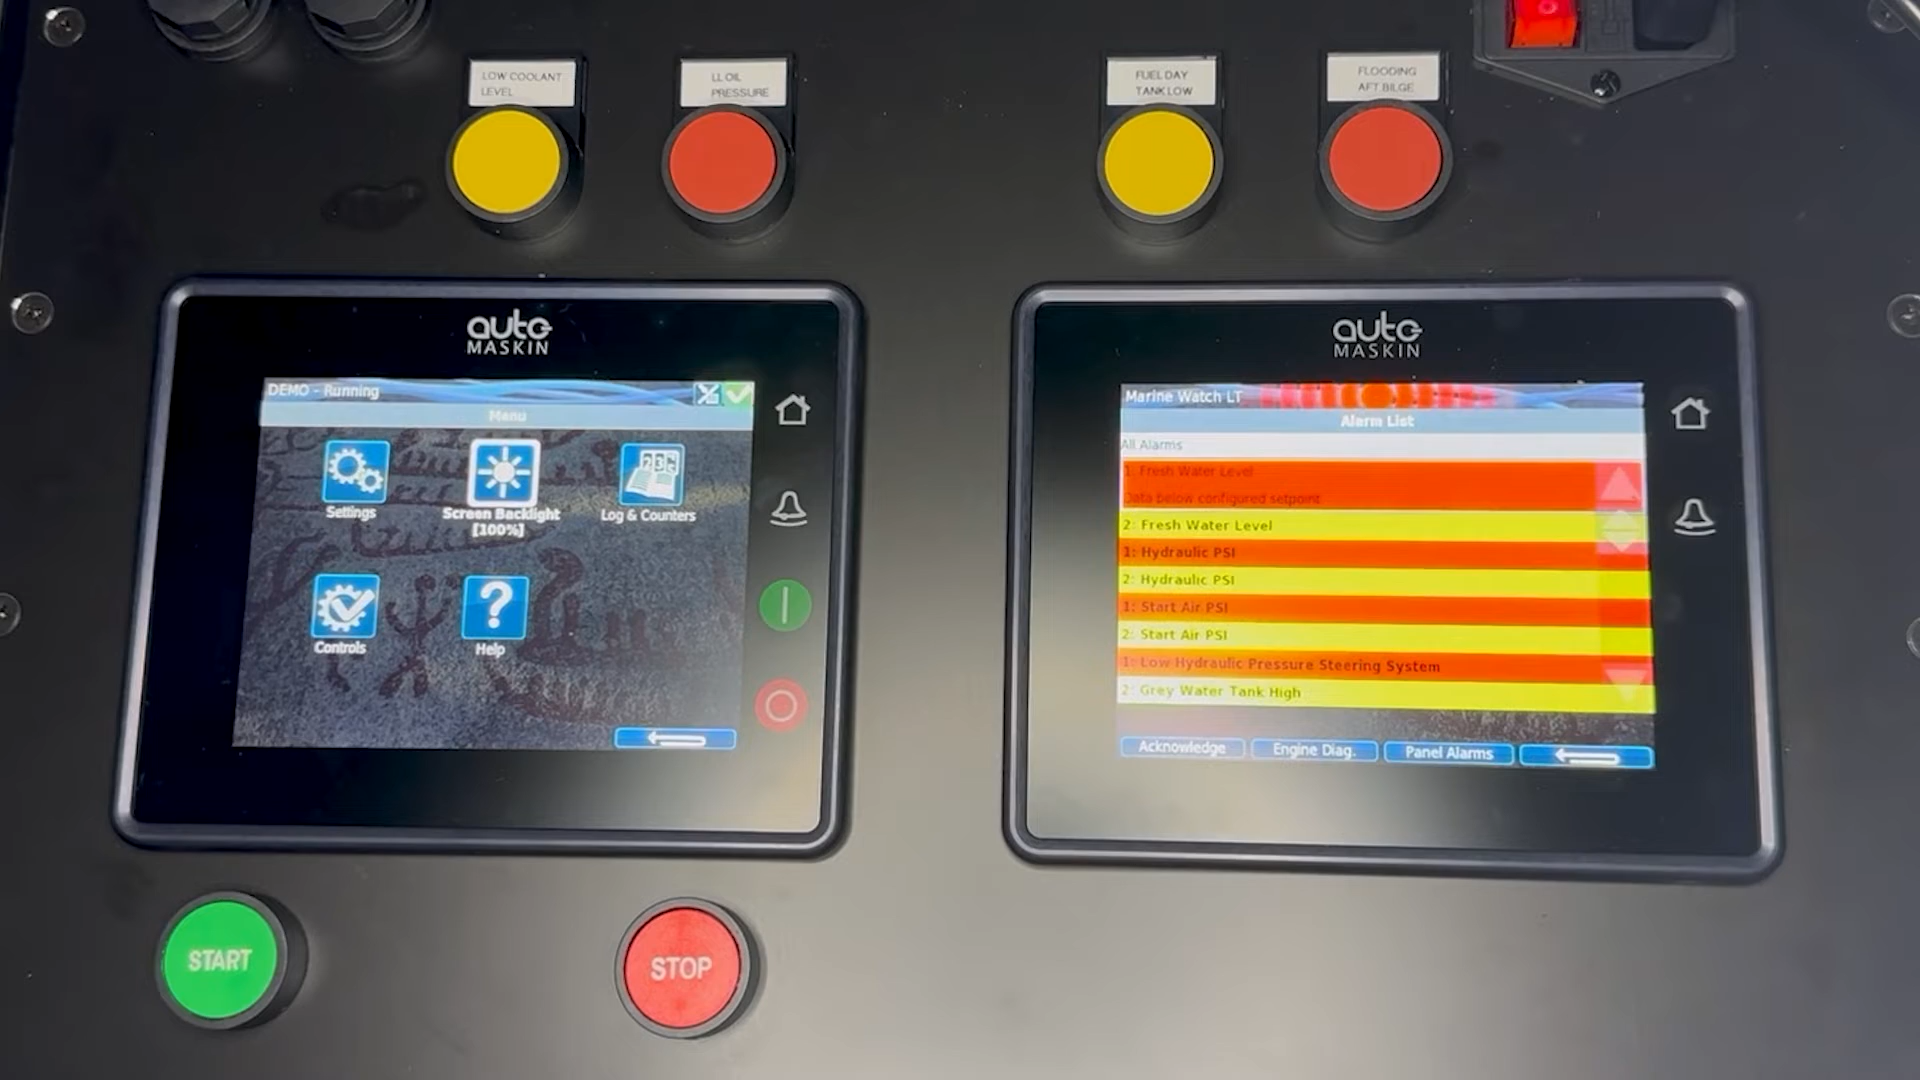 LOW COOLANT
LEVEL
LL OIL
PRESSURE
FUEL DAY
TANK LOW
FLOODING
AFT BILGE
auto
MASKIN
DEMO - Running
Menu
Settings
Screen Backlight
[100%]
Log & Counters
Controls
Help
START
STOP
auto
MASKIN
Marine Watch LT
Alarm List
All Alarms
1: Fresh Water Level
Data below configured setpoint
2: Fresh Water Level
1: Hydraulic PSI
2: Hydraulic PSI
1: Start Air PSI
2: Start Air PSI
1: Low Hydraulic Pressure Steering System
2: Grey Water Tank High
Acknowledge
Engine Diag.
Panel Alarms